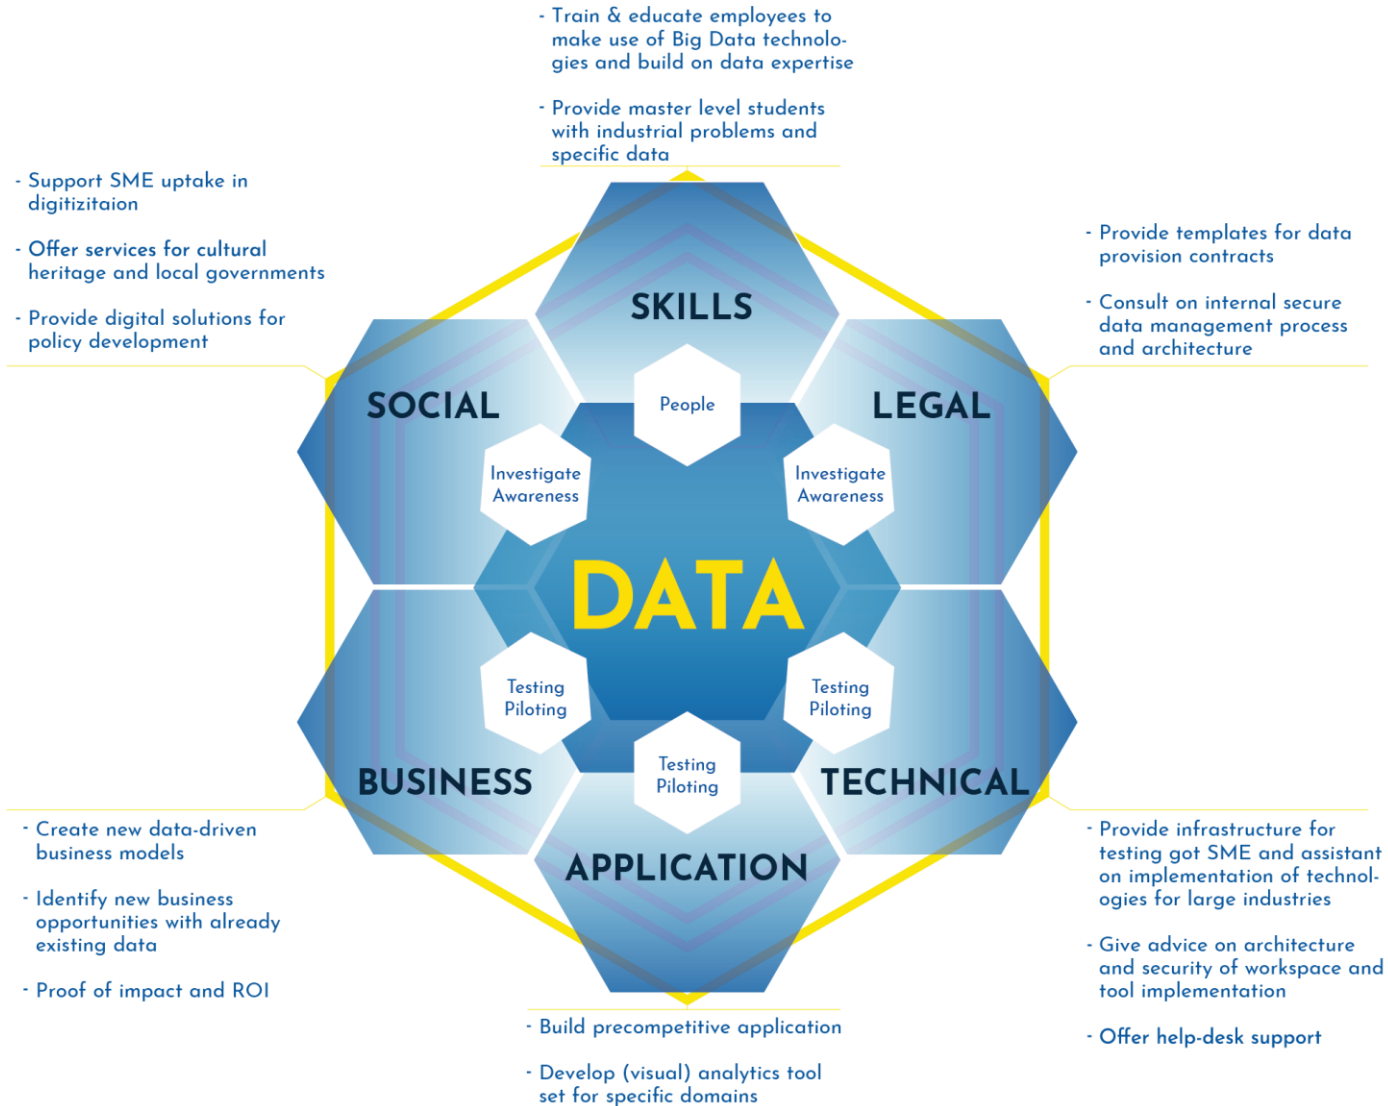 - Train & educate employees to
make use of Big Data technolo-
gies and build on data expertise
- Provide master level students
with industrial problems and
specific data
- Support SME uptake in
digitizitaion
- Offer services for cultural
heritage and local governments
- Provide digital solutions for
policy development
- Provide templates for data
provision contracts
- Consult on internal secure
data management process
and architecture
SKILLS
People
SOCIAL
Investigate
Awareness
LEGAL
Investigate
Awareness
DATA
BUSINESS
Testing
Piloting
APPLICATION
Testing
Piloting
TECHNICAL
Testing
Piloting
- Create new data-driven
business models
- Identify new business
opportunities with already
existing data
- Proof of impact and ROI
- Build precompetitive application
- Develop (visual) analytics tool
set for specific domains
- Provide infrastructure for
testing got SME and assistant
on implementation of technol-
ogies for large industries
- Give advice on architecture
and security of workspace and
tool implementation
- Offer help-desk support